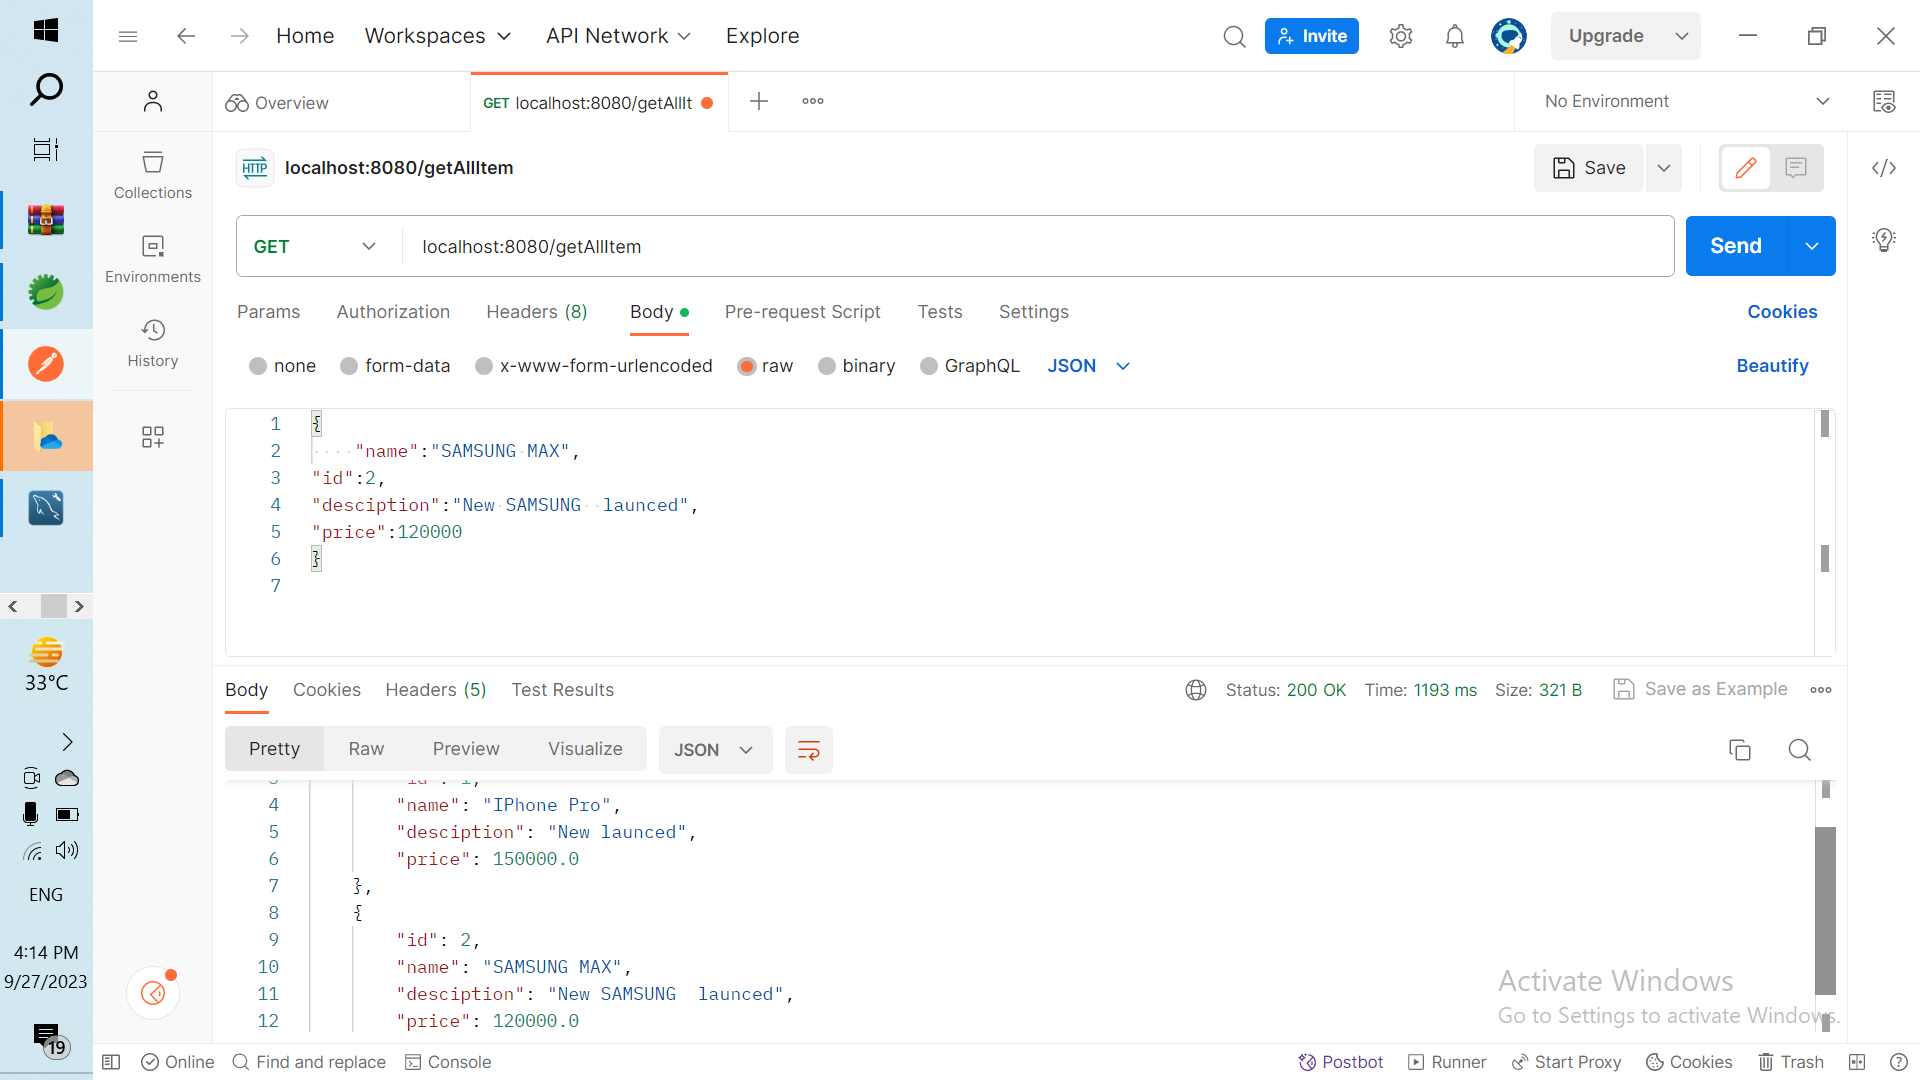 Home Workspaces API Network Explore Invite Upgrade
Overview GET localhost:8080/getAllIt No Environment
HTTP localhost:8080/getAllItem Save
Collections
GET localhost:8080/getAllItem Send
Environments
Params Authorization Headers (8) Body Pre-request Script Tests Settings Cookies
History
none form-data x-www-form-urlencoded raw binary GraphQL JSON Beautify
1 {
2 "name":"SAMSUNG MAX",
3 "id":2,
4 "desciption":"New SAMSUNG  launced",
5 "price":120000
6 }
7
33°C
Body Cookies Headers (5) Test Results Status: 200 OK Time: 1193 ms Size: 321 B Save as Example
Pretty Raw Preview Visualize JSON
3 "id": 1,
4 "name": "IPhone Pro",
5 "desciption": "New launced",
6 "price": 150000.0
7 },
8 {
9 "id": 2,
10 "name": "SAMSUNG MAX",
11 "desciption": "New SAMSUNG  launced",
12 "price": 120000.0
ENG
4:14 PM
9/27/2023
19
Activate Windows
Go to Settings to activate Windows.
Online Find and replace Console Postbot Runner Start Proxy Cookies Trash